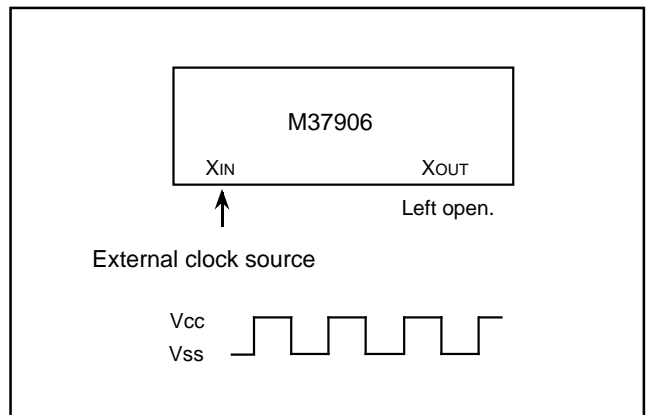 M37906
XIN XOUT
Left open.
External clock source
Vcc
Vss